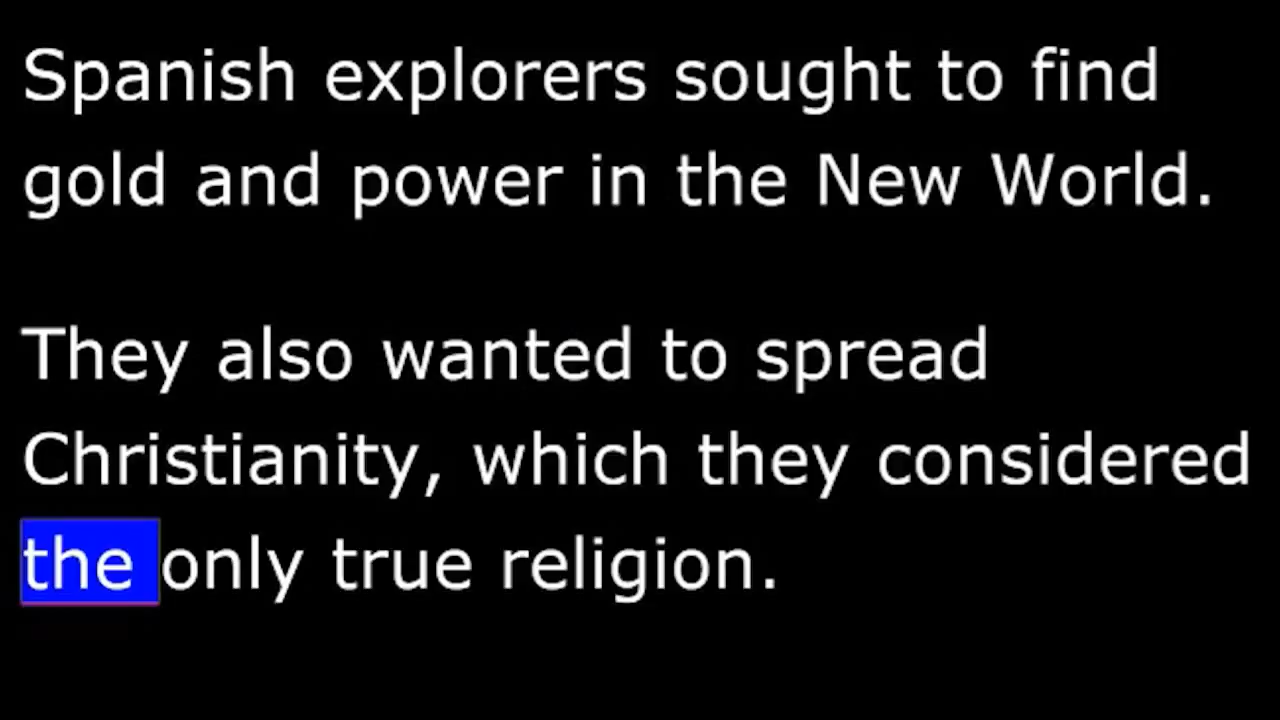 Spanish explorers sought to find
gold and power in the New World.
They also wanted to spread
Christianity, which they considered
the only true religion.